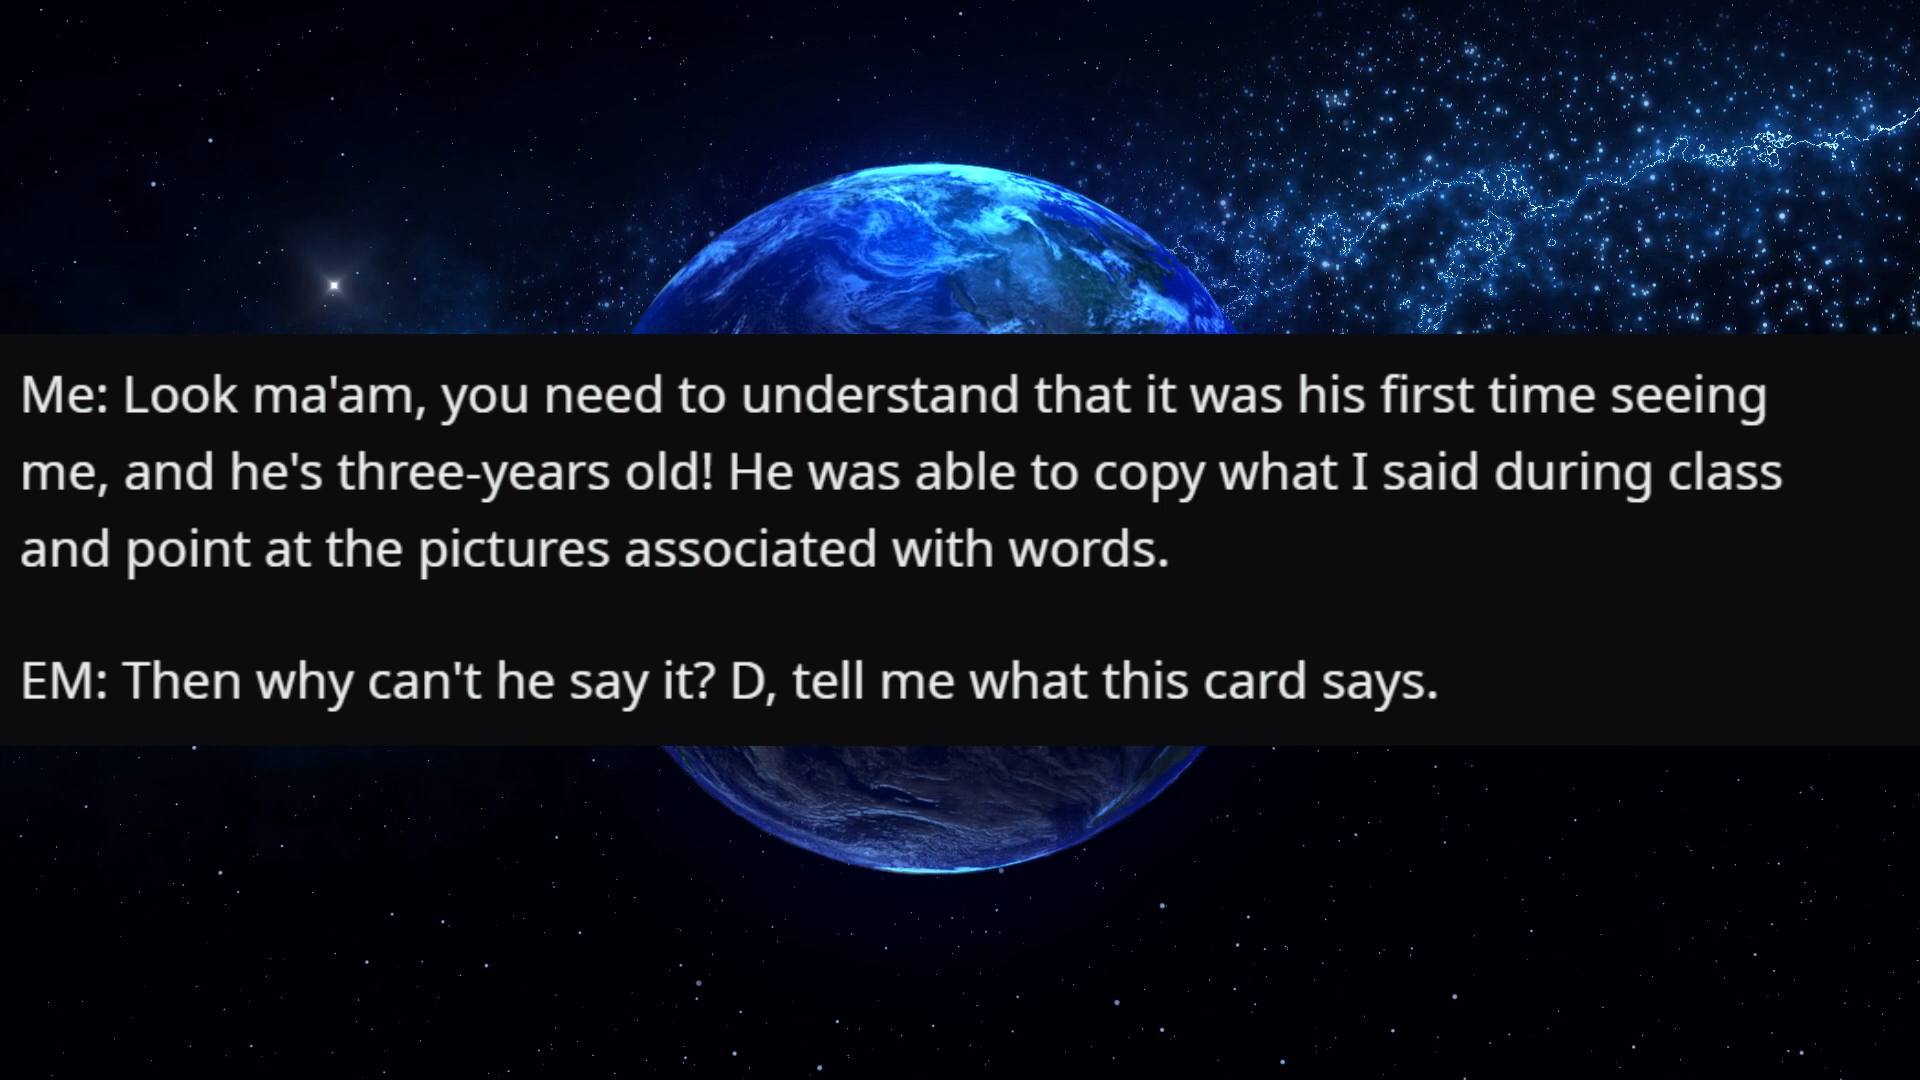 Me: Look ma'am, you need to understand that it was his first time seeing
me, and he's three-years old! He was able to copy what I said during class
and point at the pictures associated with words.
EM: Then why can't he say it? D, tell me what this card says.